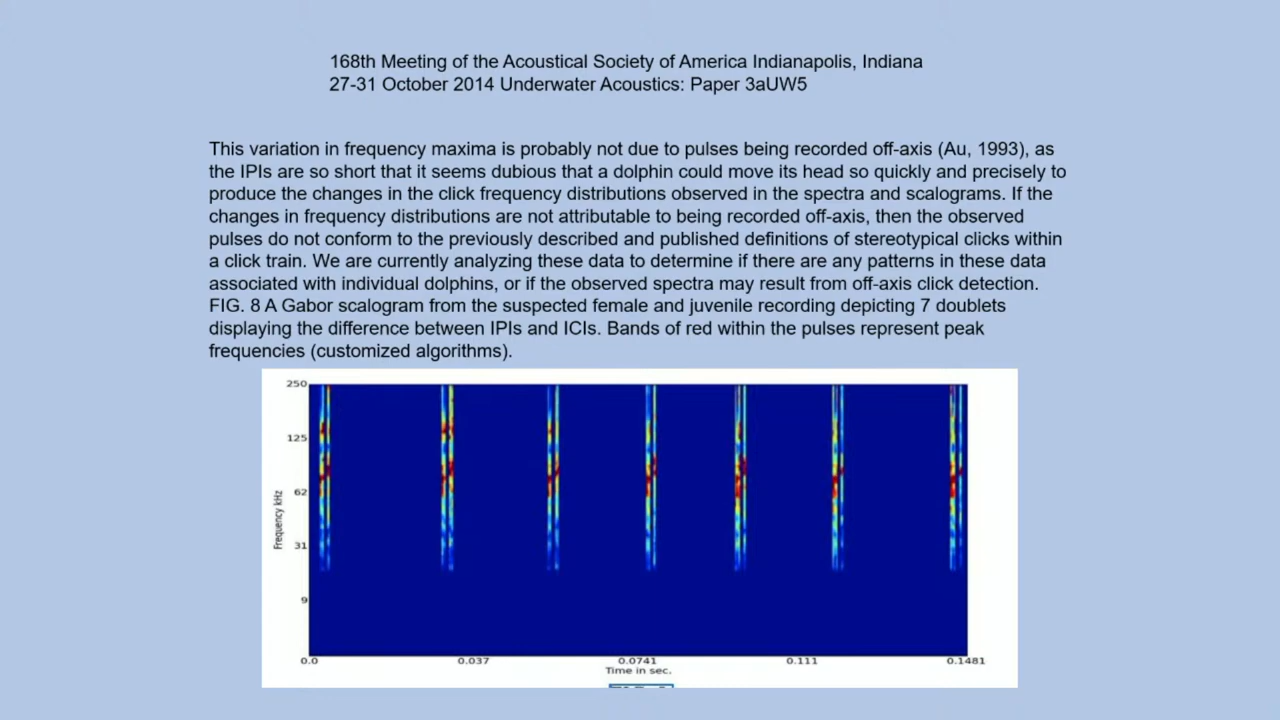 168th Meeting of the Acoustical Society of America Indianapolis, Indiana
27-31 October 2014 Underwater Acoustics: Paper 3aUW5
This variation in frequency maxima is probably not due to pulses being recorded off-axis (Au, 1993), as
the IPIs are so short that it seems dubious that a dolphin could move its head so quickly and precisely to
produce the changes in the click frequency distributions observed in the spectra and scalograms. If the
changes in frequency distributions are not attributable to being recorded off-axis, then the observed
pulses do not conform to the previously described and published definitions of stereotypical clicks within
a click train. We are currently analyzing these data to determine if there are any patterns in these data
associated with individual dolphins, or if the observed spectra may result from off-axis click detection.
FIG. 8 A Gabor scalogram from the suspected female and juvenile recording depicting 7 doublets
displaying the difference between IPIs and ICIs. Bands of red within the pulses represent peak
frequencies (customized algorithms).
250
125
62
31
9
Frequency kHz
0.0 0.037 0.0741 0.111 0.1481
Time in sec.